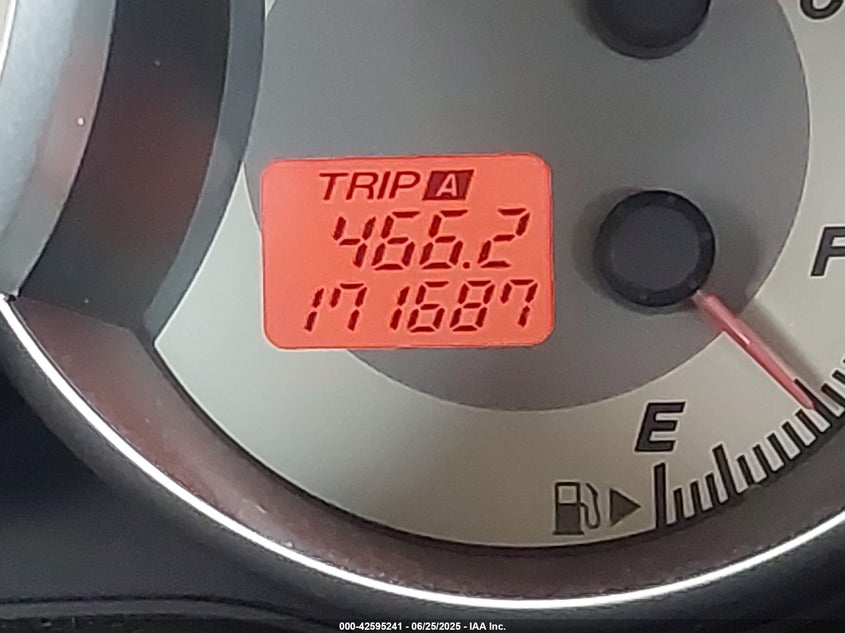 TRIP A
466.2
171687
F
E
000-42595241 - 06/25/2025 - IAA Inc.